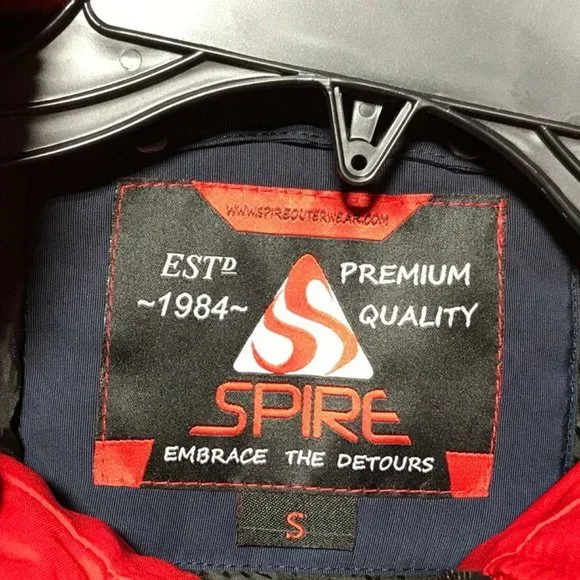 WWW.SPIREOUTERWEAR.COM
ESTD PREMIUM
~1984~ QUALITY
SPIRE
EMBRACE THE DETOURS
S